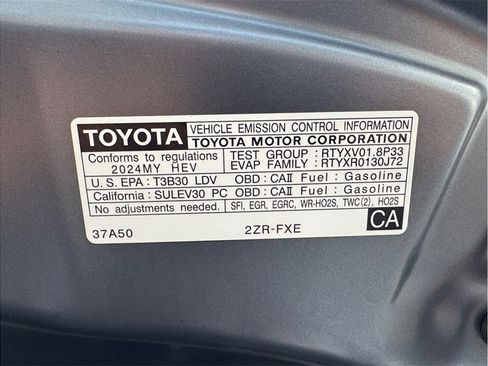 TOYOTA VEHICLE EMISSION CONTROL INFORMATION
TOYOTA MOTOR CORPORATION
Conforms to regulations TEST GROUP : RTYXV01.8P33
2024MY HEV EVAP FAMILY : RTYXR0130J72
U.S. EPA : T3B30 LDV OBD : CAII Fuel : Gasoline
California : SULEV30 PC OBD : CAII Fuel : Gasoline
No adjustments needed. SFI, EGR, EGRC, WR-HO2S, TWC(2), HO2S
37A50 2ZR-FXE CA